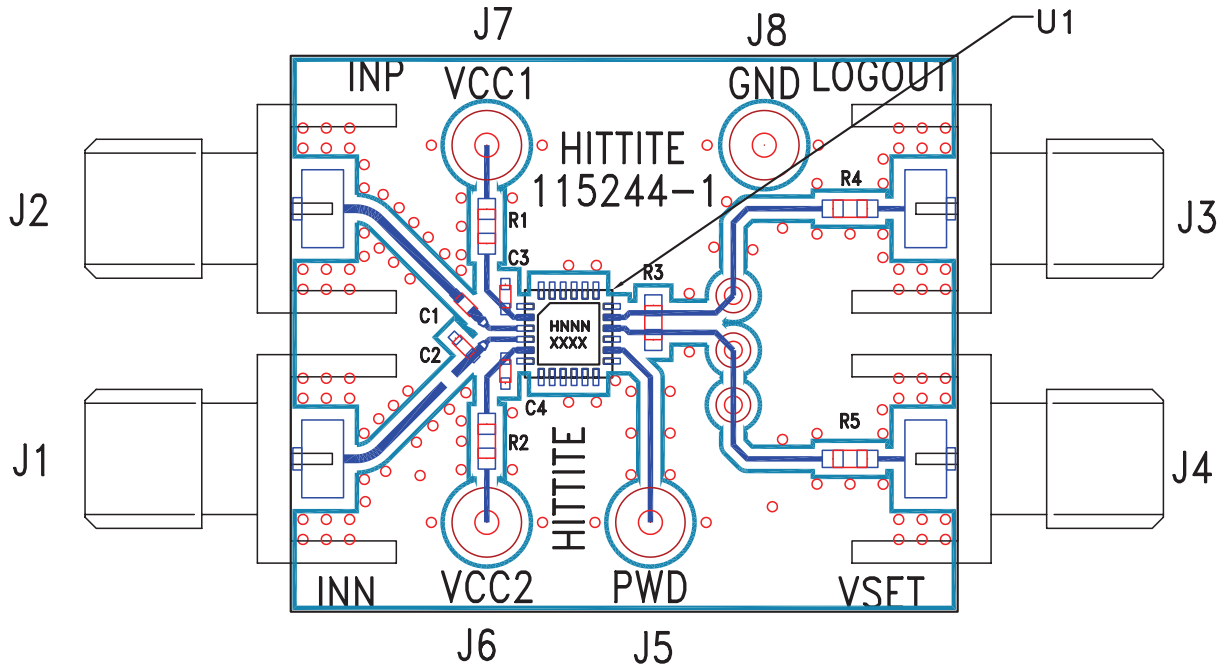 J7
J8
U1
INP
VCC1
GND
LOGOUT
HITTITE
115244-1
R4
J2
J3
R1
C3
R3
C1
HNNN
XXXX
C2
C4
R2
R5
J1
J4
HITTITE
INN
VCC2
PWD
VSET
J6
J5